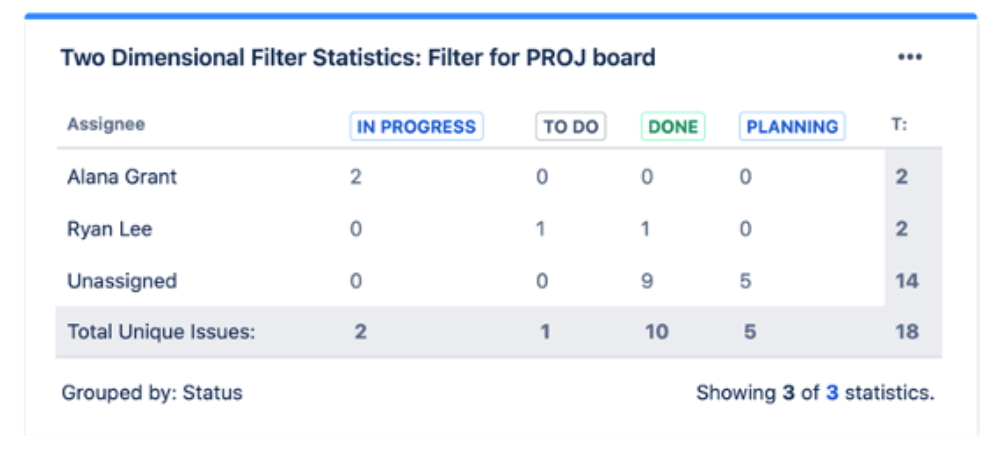 Two Dimensional Filter Statistics: Filter for PROJ board •••
Assignee IN PROGRESS TO DO DONE PLANNING T:
Alana Grant 2 0 0 0 2
Ryan Lee 0 1 1 0 2
Unassigned 0 0 9 5 14
Total Unique Issues: 2 1 10 5 18
Grouped by: Status Showing 3 of 3 statistics.